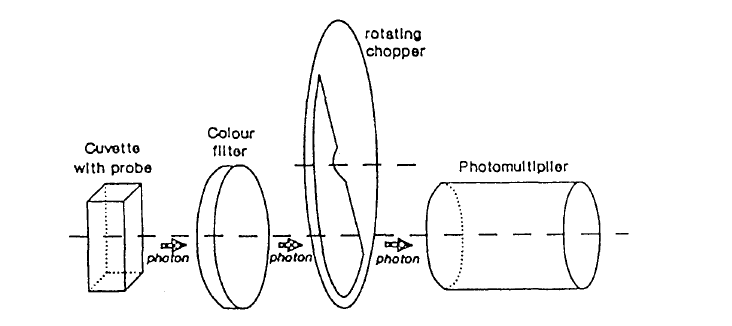 rotating
chopper
Colour
filter
Cuvette
with probe
Photomultiplier
photon
photon
photon